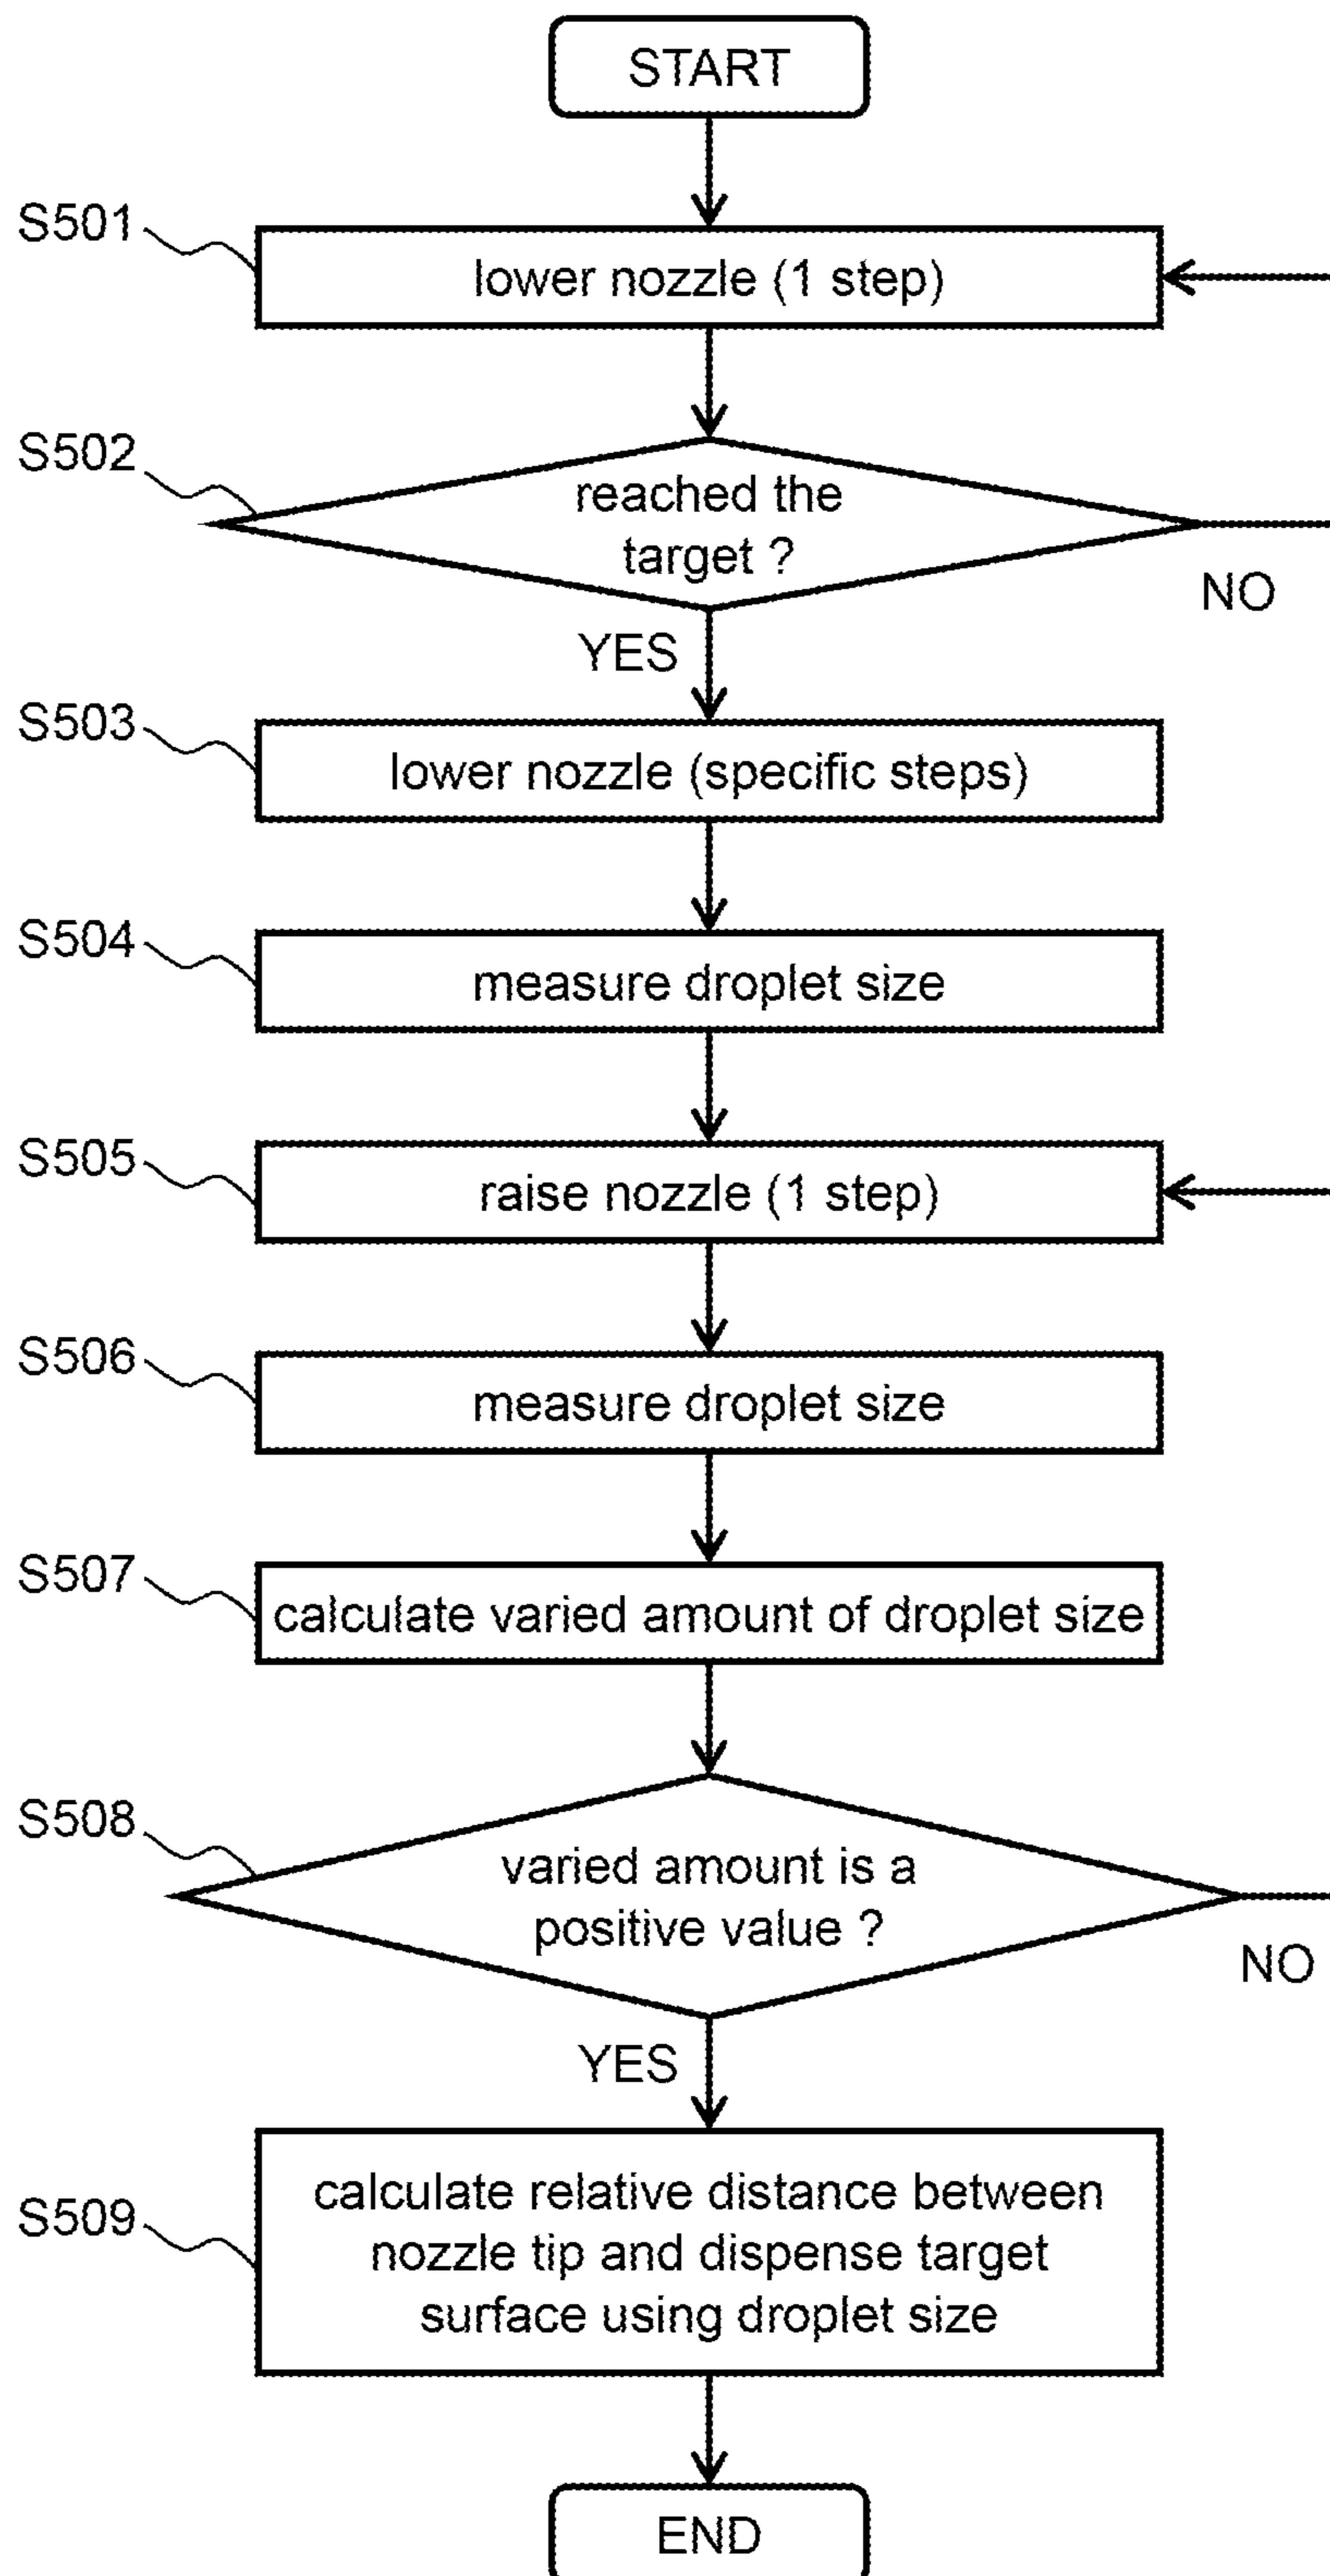 START
S501
lower nozzle (1 step)
S502
reached the
target ?
NO
YES
S503
lower nozzle (specific steps)
S504
measure droplet size
S505
raise nozzle (1 step)
S506
measure droplet size
S507
calculate varied amount of droplet size
S508
varied amount is a
positive value ?
NO
YES
S509
calculate relative distance between
nozzle tip and dispense target
surface using droplet size
END